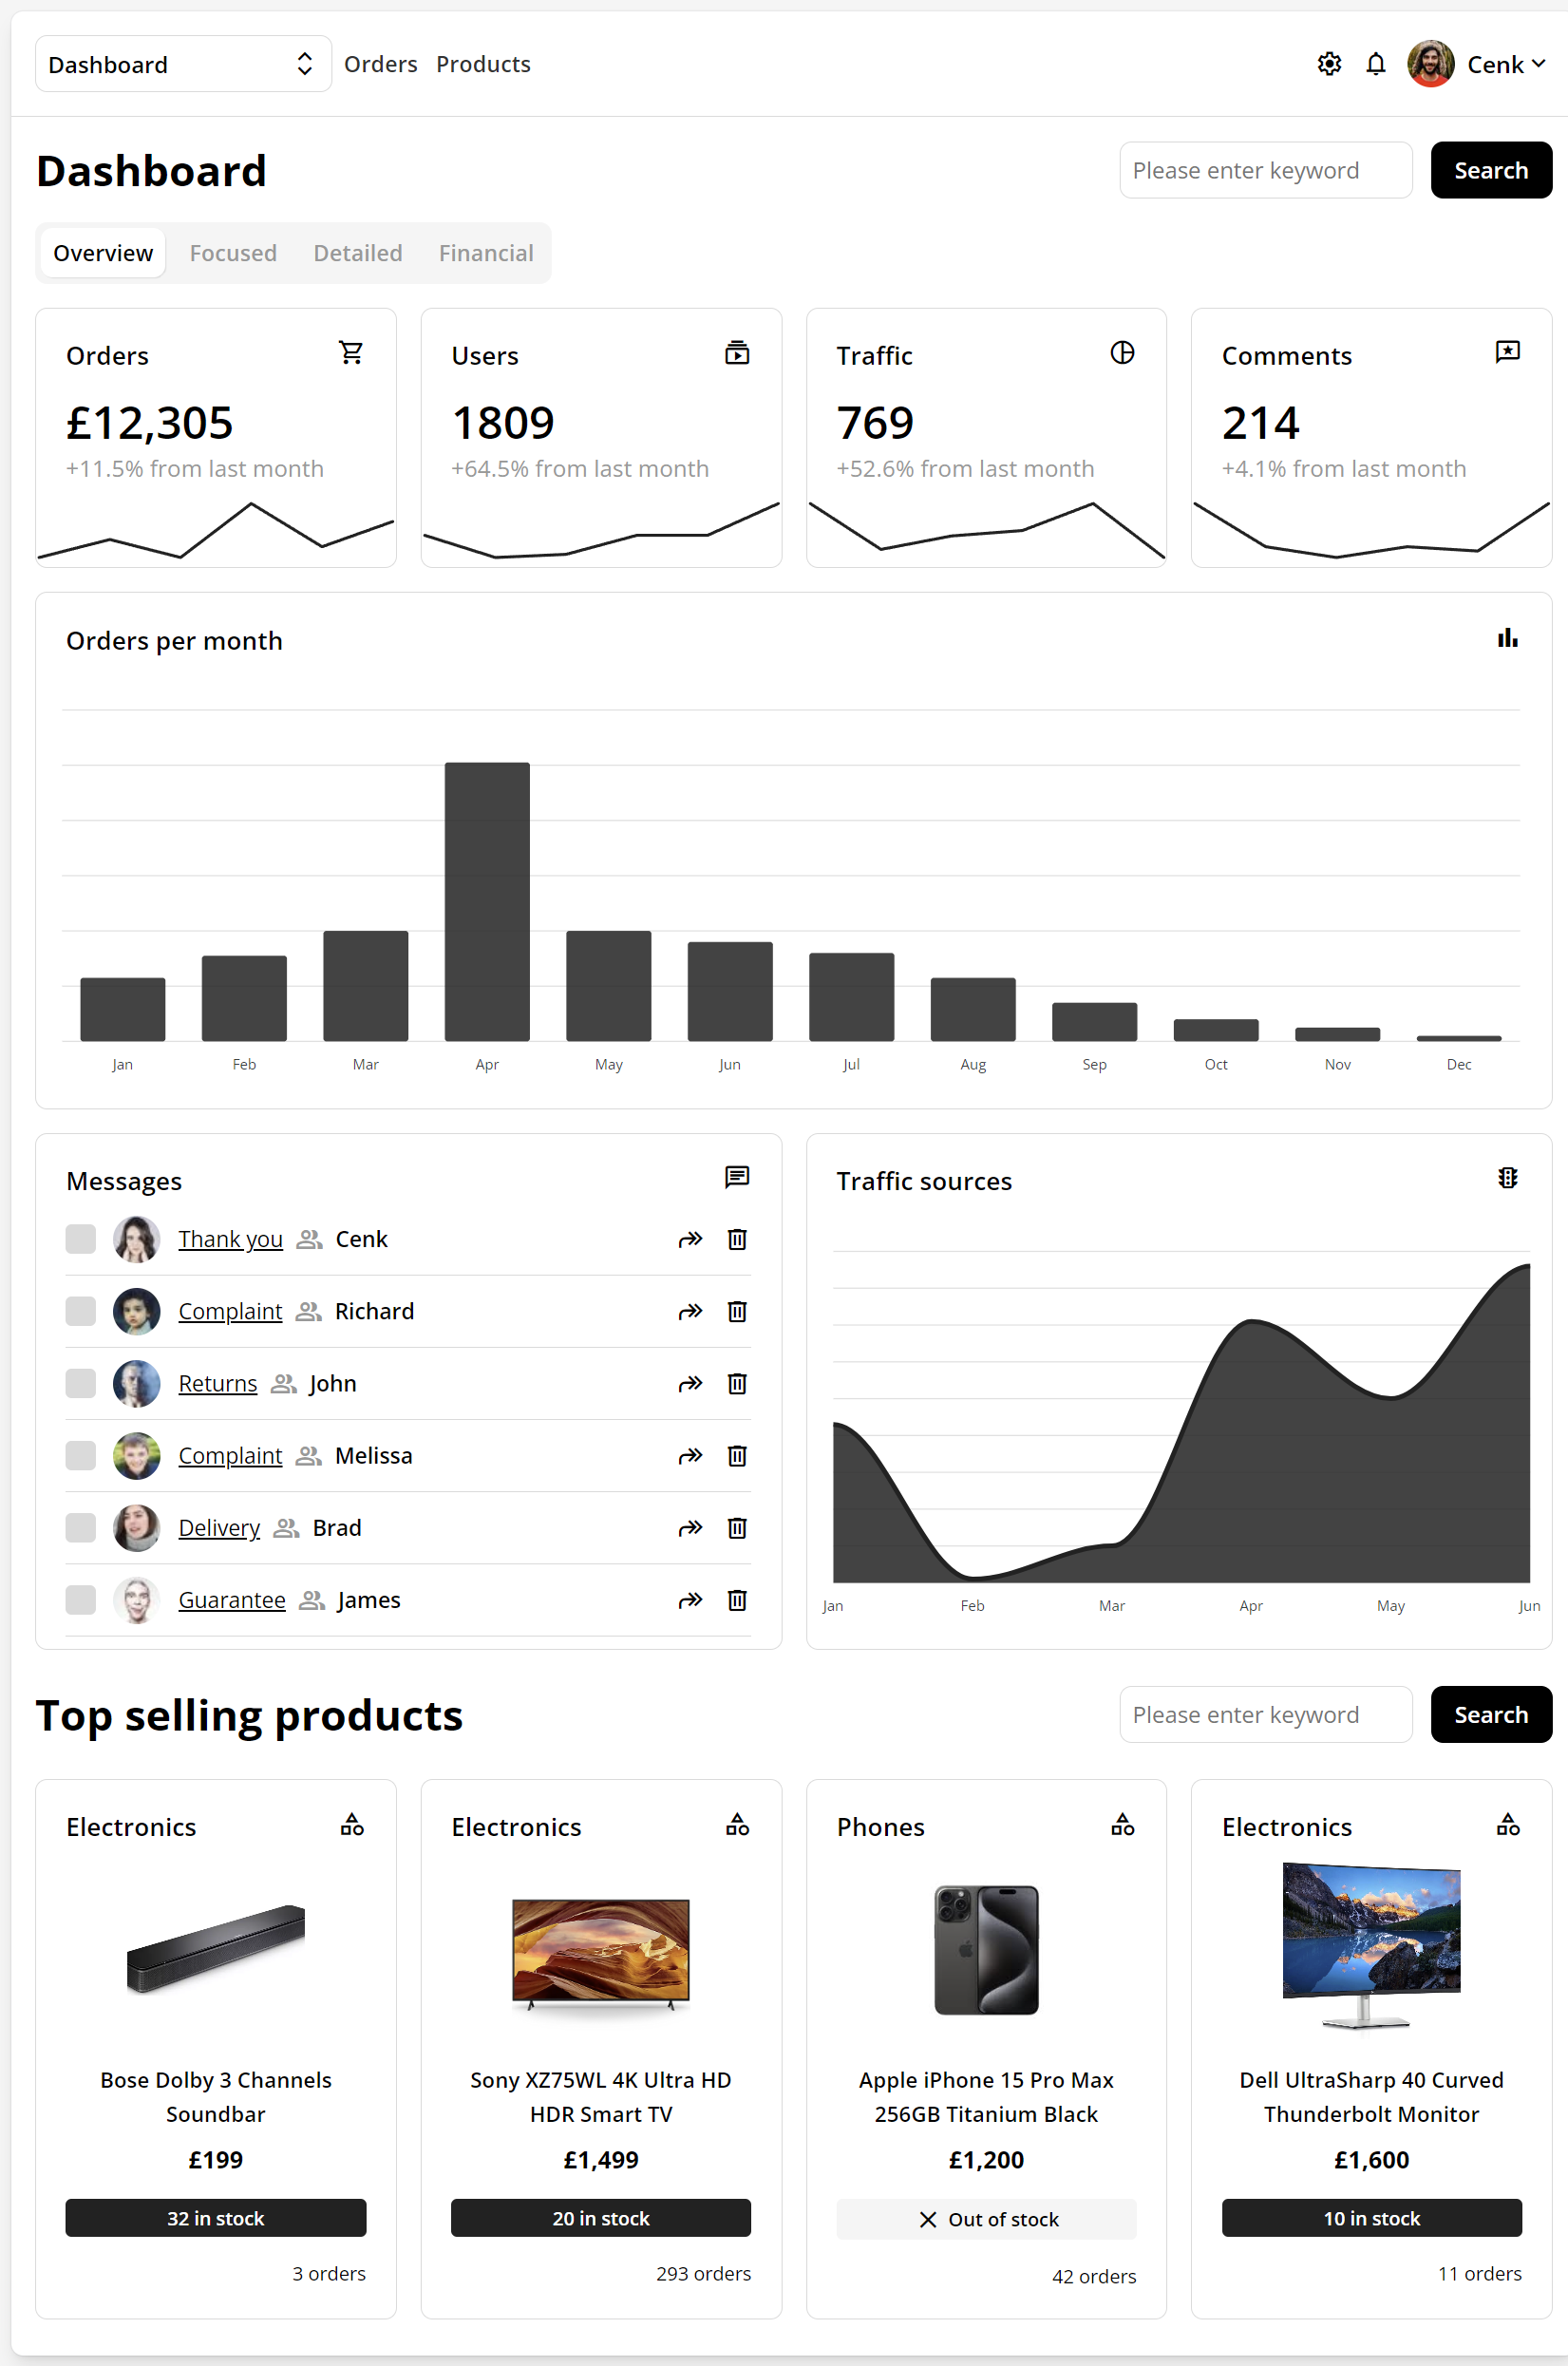 Dashboard
Orders
Products
Cenk
Dashboard
Please enter keyword
Search
Overview
Focused
Detailed
Financial
Orders
£12,305
+11.5% from last month
Users
1809
+64.5% from last month
Traffic
769
+52.6% from last month
Comments
214
+4.1% from last month
Orders per month
Jan
Feb
Mar
Apr
May
Jun
Jul
Aug
Sep
Oct
Nov
Dec
Messages
Thank you Cenk
Complaint Richard
Returns John
Complaint Melissa
Delivery Brad
Guarantee James
Traffic sources
Jan
Feb
Mar
Apr
May
Jun
Top selling products
Please enter keyword
Search
Electronics
Bose Dolby 3 Channels
Soundbar
£199
32 in stock
3 orders
Electronics
Sony XZ75WL 4K Ultra HD
HDR Smart TV
£1,499
20 in stock
293 orders
Phones
Apple iPhone 15 Pro Max
256GB Titanium Black
£1,200
Out of stock
42 orders
Electronics
Dell UltraSharp 40 Curved
Thunderbolt Monitor
£1,600
10 in stock
11 orders